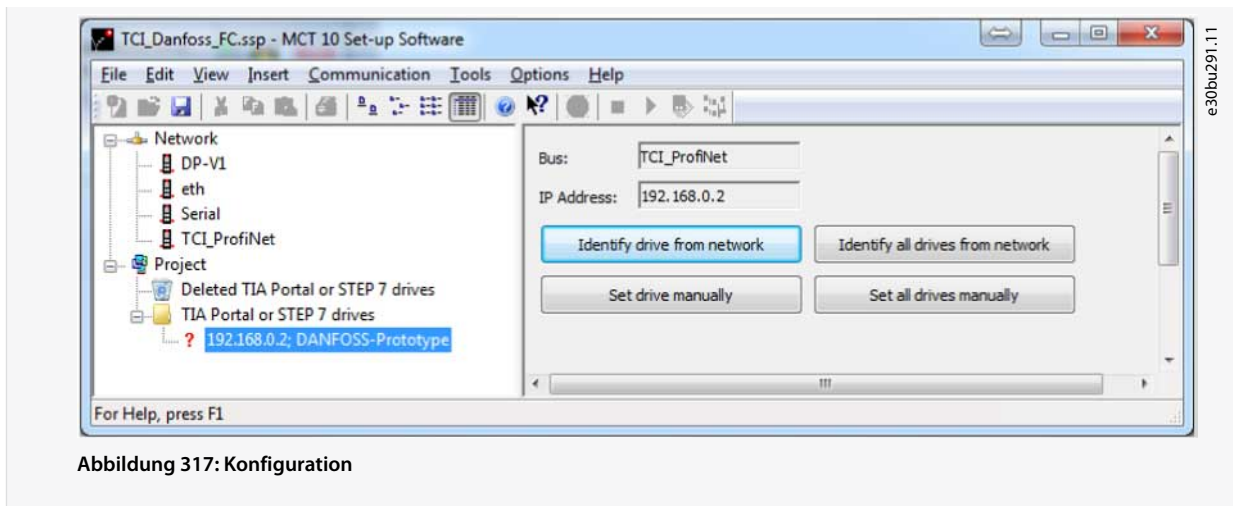 TCI_Danfoss_FC.ssp - MCT 10 Set-up Software
File Edit View Insert Communication Tools Options Help
Network
DP-V1
eth
Serial
TCI_ProfiNet
Project
Deleted TIA Portal or STEP 7 drives
TIA Portal or STEP 7 drives
? 192.168.0.2; DANFOSS-Prototype
Bus: TCI_ProfiNet
IP Address: 192.168.0.2
Identify drive from network Identify all drives from network
Set drive manually Set all drives manually
For Help, press F1
e30bu291.11
Abbildung 317: Konfiguration